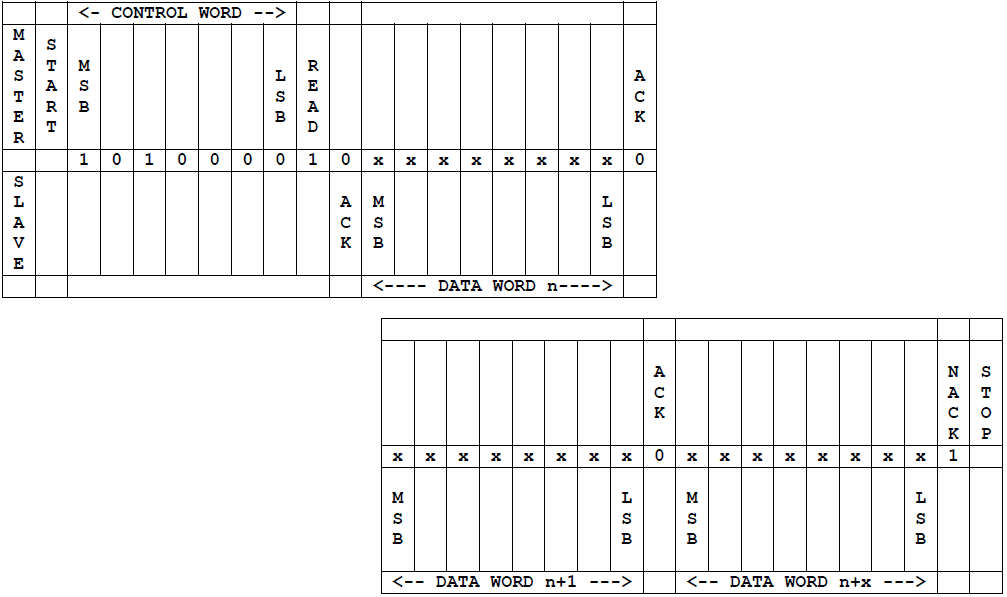 <- CONTROL WORD -->
MASTER START MSB LSB READ ACK
1 0 1 0 0 0 0 1 0 x x x x x x x x 0
SLAVE ACK MSB LSB
<---- DATA WORD n---->
ACK NACK STOP
x x x x x x x x 0 x x x x x x x x 1
MSB LSB MSB LSB
<-- DATA WORD n+1 ---> <-- DATA WORD n+x --->